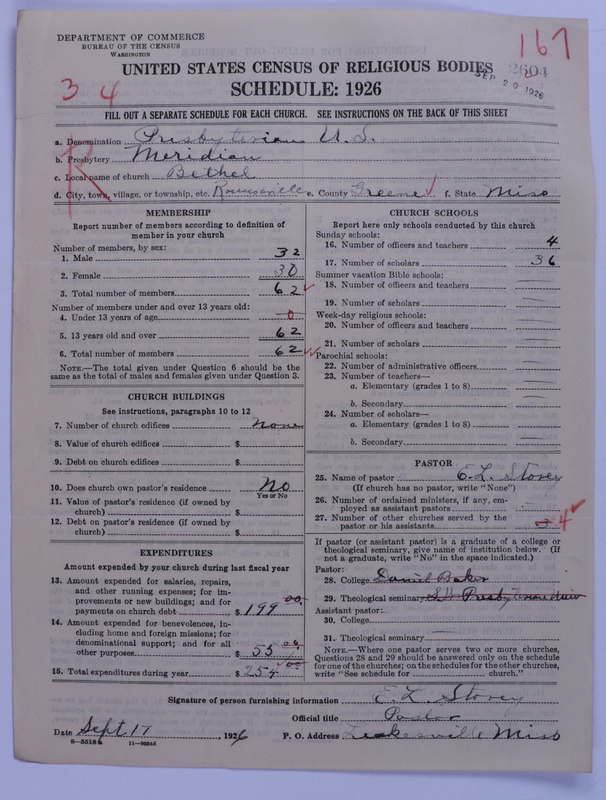 DEPARTMENT OF COMMERCE
BUREAU OF THE CENSUS
WASHINGTON
167
2604
SEP 20 1926
UNITED STATES CENSUS OF RELIGIOUS BODIES
34
SCHEDULE: 1926
FILL OUT A SEPARATE SCHEDULE FOR EACH CHURCH. SEE INSTRUCTIONS ON THE BACK OF THIS SHEET
a. Denomination Presbyterian U.S.
b. Presbytery Meridian
c. Local name of church Bethel
d. City, town, village, or township, etc. e. County Greene f. State Miss
R
MEMBERSHIP
Report number of members according to definition of
member in your church
Number of members, by sex:
1. Male 32
2. Female 30
3. Total number of members 62
Number of members under and over 13 years old:
4. Under 13 years of age 0
5. 13 years old and over 62
6. Total number of members 62
NOTE.—The total given under Question 6 should be the
same as the total of males and females given under Question 3.
CHURCH BUILDINGS
See instructions, paragraphs 10 to 12
7. Number of church edifices none
8. Value of church edifices $
9. Debt on church edifices $
10. Does church own pastor's residence No
Yes or No
11. Value of pastor's residence (if owned by
church) $
12. Debt on pastor's residence (if owned by
church) $
EXPENDITURES
Amount expended by your church during last fiscal year
13. Amount expended for salaries, repairs,
and other running expenses; for im-
provements or new buildings; and for
payments on church debt $ 199 00
14. Amount expended for benevolences, in-
cluding home and foreign missions; for
denominational support; and for all
other purposes $ 55 00
15. Total expenditures during year $ 254 00
CHURCH SCHOOLS
Report here only schools conducted by this church
Sunday schools:
16. Number of officers and teachers 4
17. Number of scholars 36
Summer vacation Bible schools:
18. Number of officers and teachers
19. Number of scholars
Week-day religious schools:
20. Number of officers and teachers
21. Number of scholars
Parochial schools:
22. Number of administrative officers
23. Number of teachers—
a. Elementary (grades 1 to 8)
b. Secondary
24. Number of scholars—
a. Elementary (grades 1 to 8)
b. Secondary
PASTOR
25. Name of pastor E. L. Storey
(If church has no pastor, write "None")
26. Number of ordained ministers, if any, em-
ployed as assistant pastors
27. Number of other churches served by the
pastor or his assistants 4
If pastor (or assistant pastor) is a graduate of a college or
theological seminary, give name of institution below. (If
not a graduate, write "No" in the space indicated.)
Pastor:
28. College Daniel Baker
29. Theological seminary Presbyterian
Assistant pastor:
30. College
31. Theological seminary
NOTE.—Where one pastor serves two or more churches,
Questions 28 and 29 should be answered only on the schedule
for one of the churches; on the schedules for the other churches,
write "See schedule for church."
Signature of person furnishing information E. L. Storey
Official title Pastor
Date Sept 17, 1926 P. O. Address Leakesville Miss
8—5518a 11—9034d